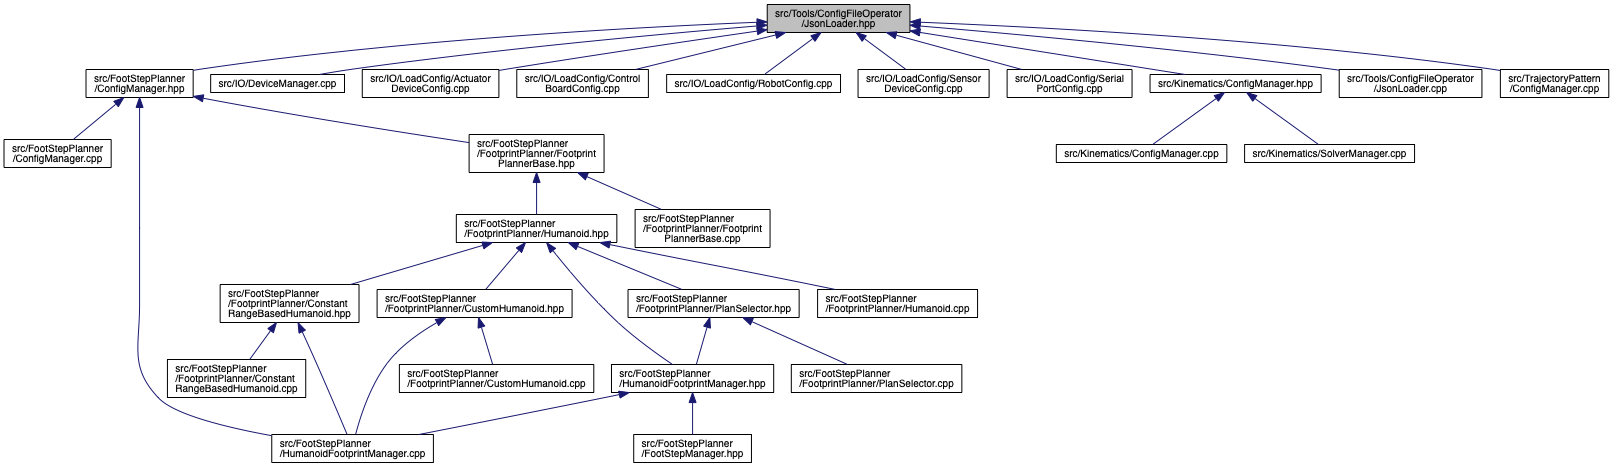 src/Tools/ConfigFileOperator
/JsonLoader.hpp
src/FootStepPlanner
/ConfigManager.hpp
src/IO/DeviceManager.cpp
src/IO/LoadConfig/Actuator
DeviceConfig.cpp
src/IO/LoadConfig/Control
BoardConfig.cpp
src/IO/LoadConfig/RobotConfig.cpp
src/IO/LoadConfig/Sensor
DeviceConfig.cpp
src/IO/LoadConfig/Serial
PortConfig.cpp
src/Kinematics/ConfigManager.hpp
src/Tools/ConfigFileOperator
/JsonLoader.cpp
src/TrajectoryPattern
/ConfigManager.cpp
src/FootStepPlanner
/ConfigManager.cpp
src/FootStepPlanner
/FootprintPlanner/Footprint
PlannerBase.hpp
src/Kinematics/ConfigManager.cpp
src/Kinematics/SolverManager.cpp
src/FootStepPlanner
/FootprintPlanner/Humanoid.hpp
src/FootStepPlanner
/FootprintPlanner/Footprint
PlannerBase.cpp
src/FootStepPlanner
/FootprintPlanner/Constant
RangeBasedHumanoid.hpp
src/FootStepPlanner
/FootprintPlanner/CustomHumanoid.hpp
src/FootStepPlanner
/FootprintPlanner/PlanSelector.hpp
src/FootStepPlanner
/FootprintPlanner/Humanoid.cpp
src/FootStepPlanner
/FootprintPlanner/Constant
RangeBasedHumanoid.cpp
src/FootStepPlanner
/FootprintPlanner/CustomHumanoid.cpp
src/FootStepPlanner
/HumanoidFootprintManager.hpp
src/FootStepPlanner
/FootprintPlanner/PlanSelector.cpp
src/FootStepPlanner
/HumanoidFootprintManager.cpp
src/FootStepPlanner
/FootStepManager.hpp